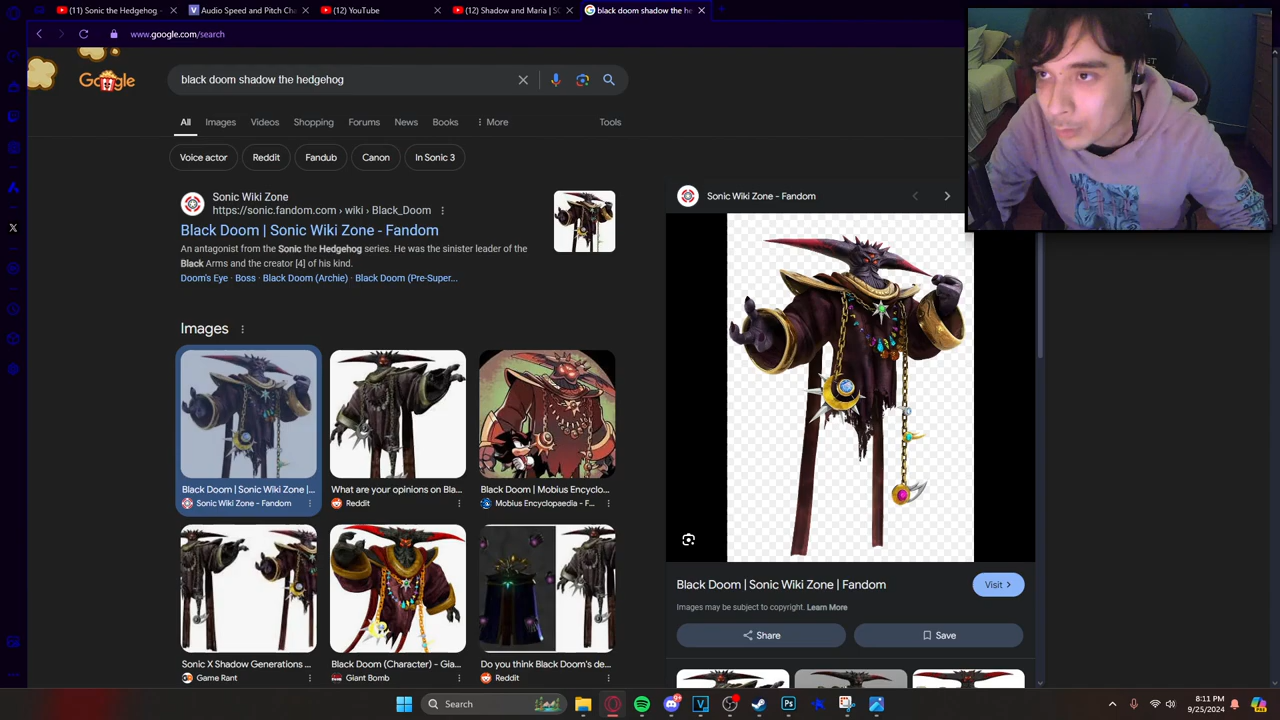 (11) Sonic the Hedgehog -
Audio Speed and Pitch Cha
(12) YouTube
(12) Shadow and Maria | SO
black doom shadow the he
www.google.com/search
Google
black doom shadow the hedgehog
All
Images
Videos
Shopping
Forums
News
Books
More
Tools
Voice actor
Reddit
Fandub
Canon
In Sonic 3
Sonic Wiki Zone
https://sonic.fandom.com › wiki › Black_Doom
Black Doom | Sonic Wiki Zone - Fandom
An antagonist from the Sonic the Hedgehog series. He was the sinister leader of the
Black Arms and the creator [4] of his kind.
Doom's Eye · Boss · Black Doom (Archie) · Black Doom (Pre-Super...
Images
Black Doom | Sonic Wiki Zone |...
Sonic Wiki Zone - Fandom
What are your opinions on Bla...
Reddit
Black Doom | Mobius Encyclo...
Mobius Encyclopaedia - F...
Sonic X Shadow Generations ...
Game Rant
Black Doom (Character) - Gia...
Giant Bomb
Do you think Black Doom's de...
Reddit
Sonic Wiki Zone - Fandom
Black Doom | Sonic Wiki Zone | Fandom
Visit
Images may be subject to copyright. Learn More
Share
Save
Search
8:11 PM
9/25/2024